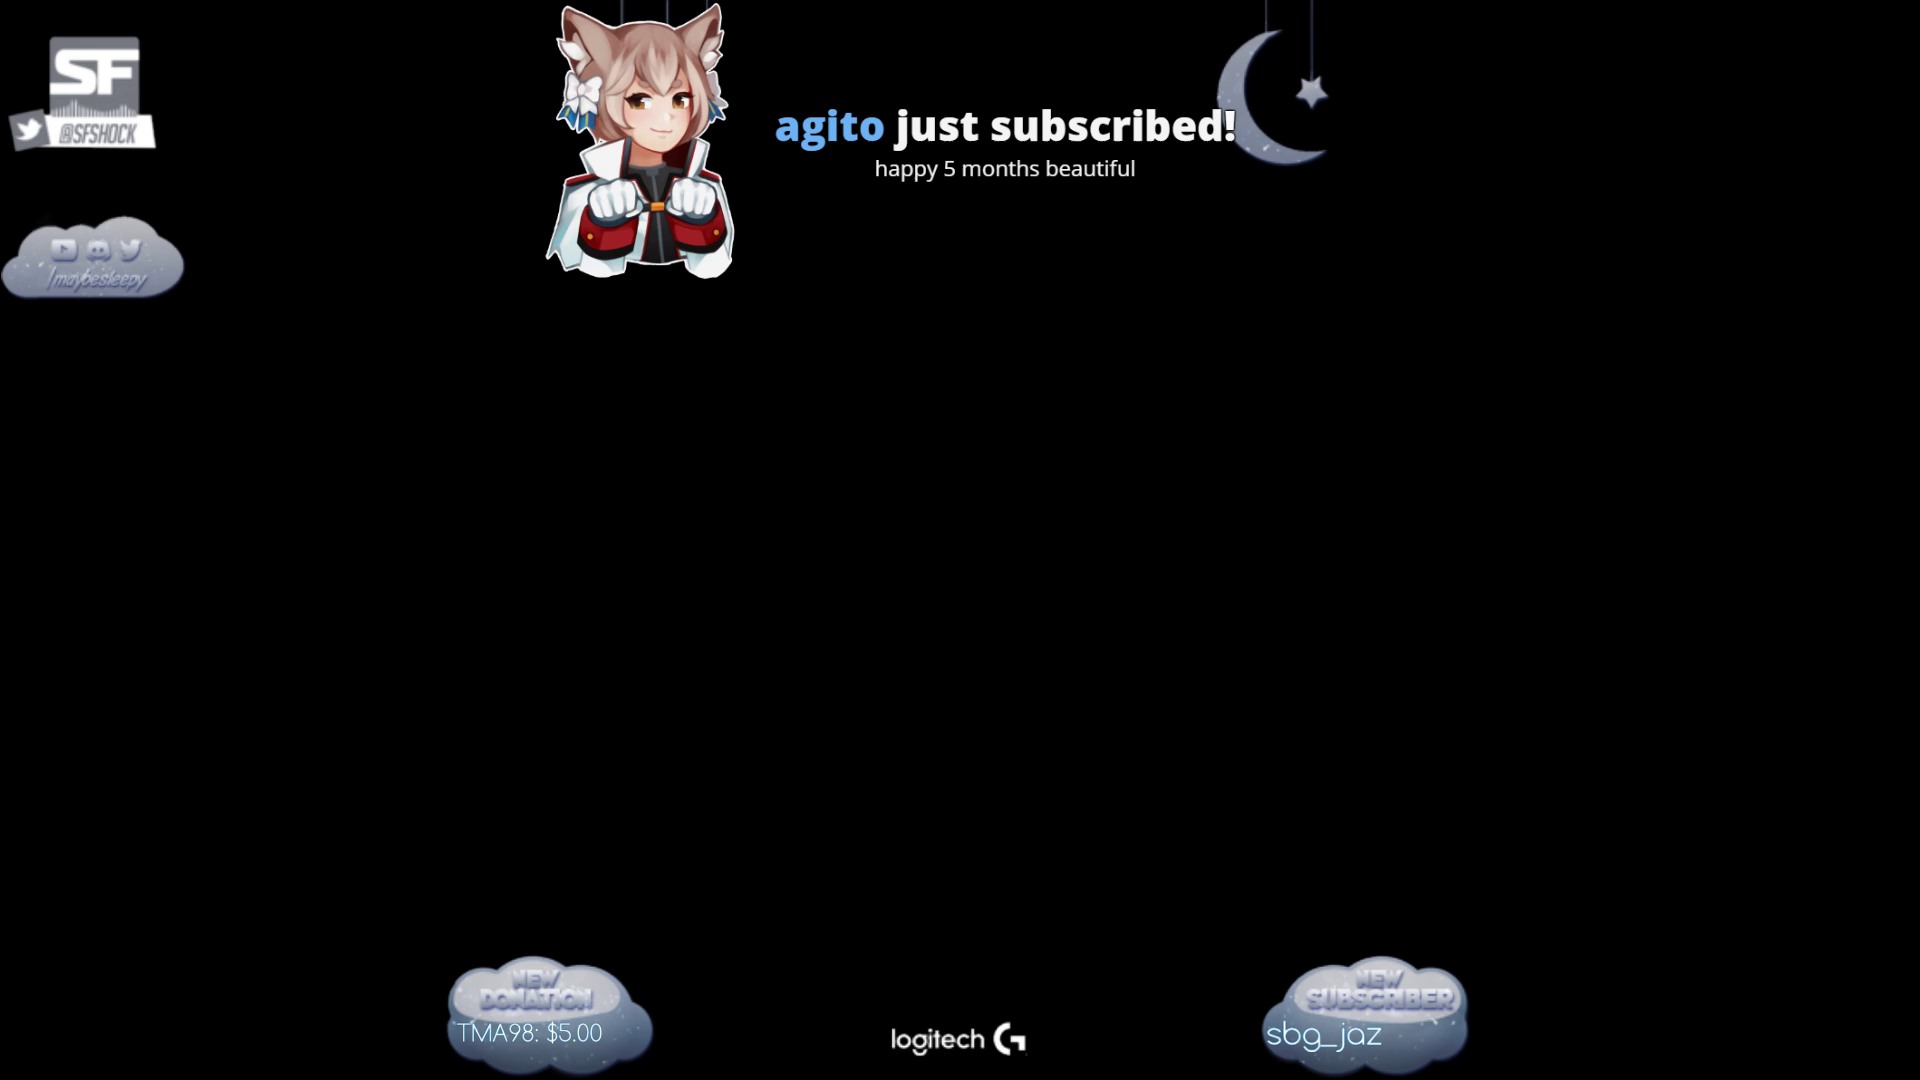 SF
@SFSHOCK
agito just subscribed!
happy 5 months beautiful
/maybesleepy
NEW
DONATION
TMA98: $5.00
logitech G
NEW
SUBSCRIBER
sbg_jaz